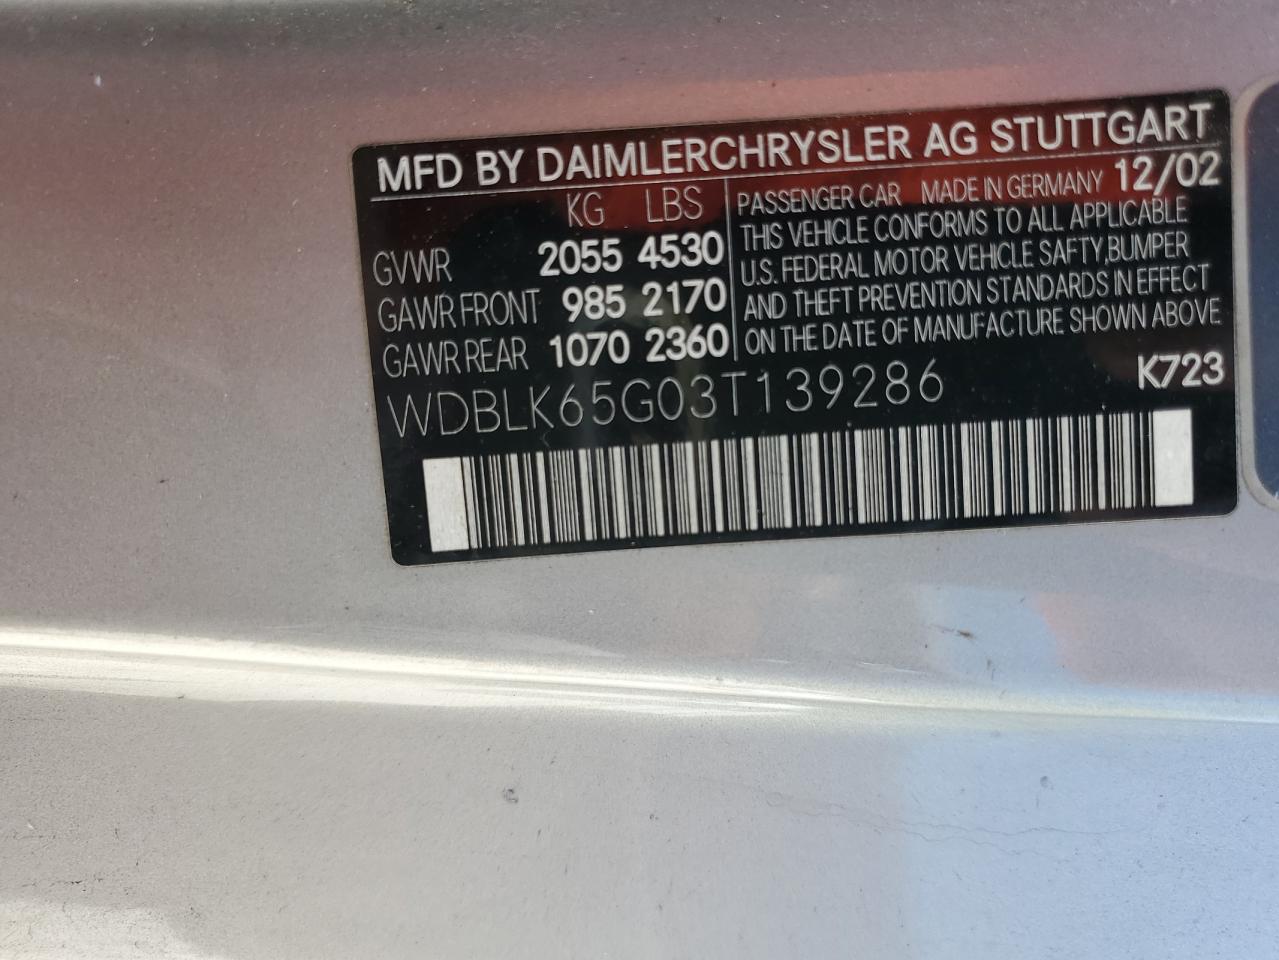 MFD BY DAIMLERCHRYSLER AG STUTTGART
KG LBS
GVWR 2055 4530
GAWR FRONT 985 2170
GAWR REAR 1070 2360
PASSENGER CAR MADE IN GERMANY 12/02
THIS VEHICLE CONFORMS TO ALL APPLICABLE
U.S. FEDERAL MOTOR VEHICLE SAFTY,BUMPER
AND THEFT PREVENTION STANDARDS IN EFFECT
ON THE DATE OF MANUFACTURE SHOWN ABOVE
WDBLK65G03T139286 K723